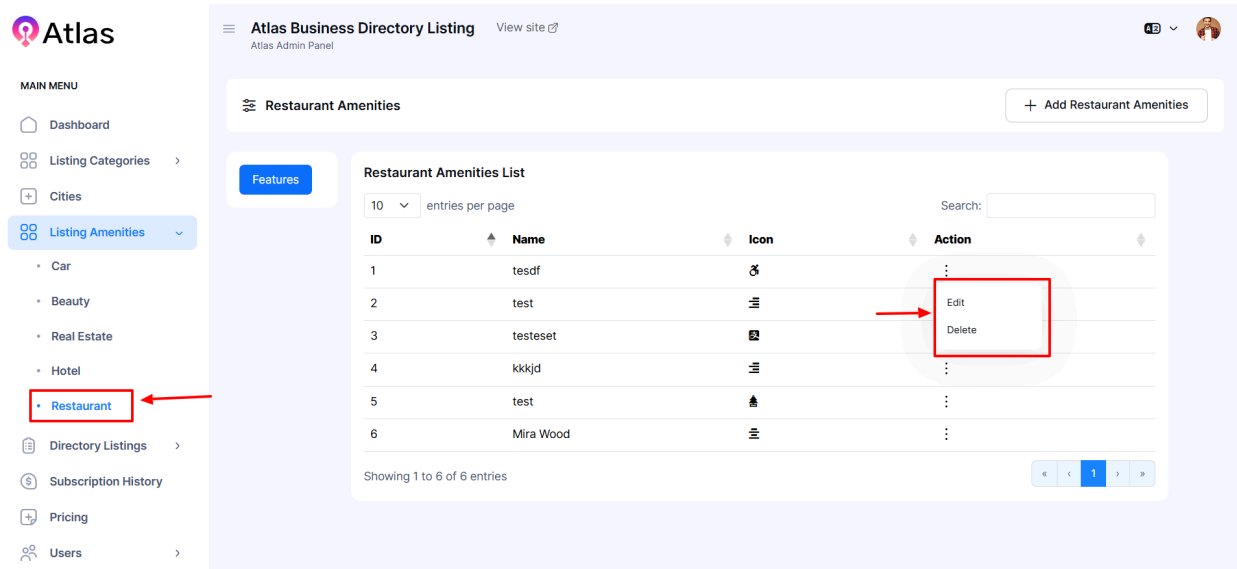 Atlas
Atlas Business Directory Listing View site
Atlas Admin Panel
MAIN MENU
Dashboard
Listing Categories
Cities
Listing Amenities
Car
Beauty
Real Estate
Hotel
Restaurant
Directory Listings
Subscription History
Pricing
Users
Restaurant Amenities
+ Add Restaurant Amenities
Features
Restaurant Amenities List
10 entries per page
Search:
ID Name Icon Action
1 tesdf
2 test
3 testeset
4 kkkjd
5 test
6 Mira Wood
Edit
Delete
Showing 1 to 6 of 6 entries
« ‹ 1 › »